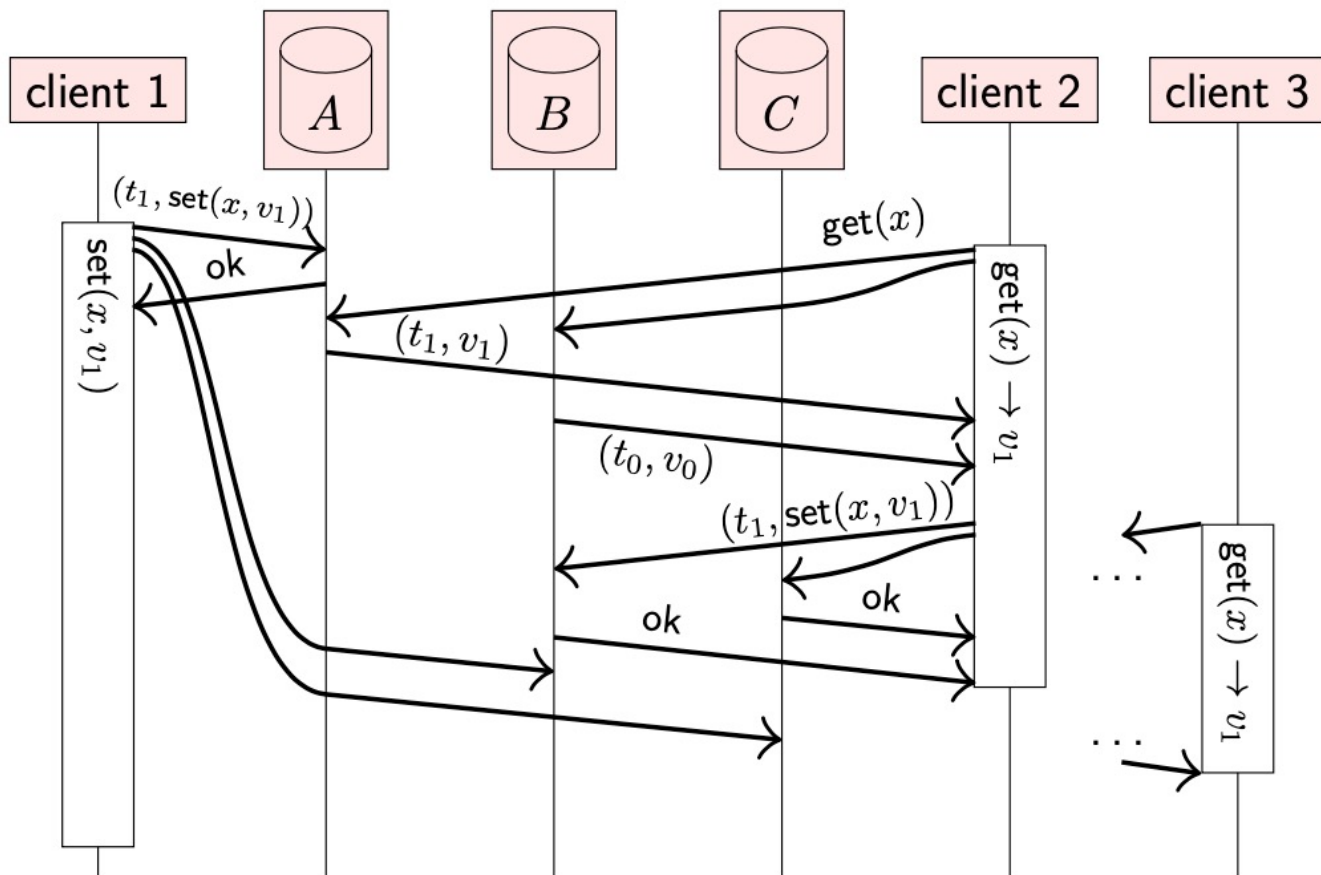 client 1
A
B
C
client 2
client 3
(t₁, set(x, v₁))
ok
set(x, v₁)
get(x)
get(x) → v₁
(t₁, v₁)
(t₀, v₀)
(t₁, set(x, v₁))
ok
ok
...
get(x) → v₁
...